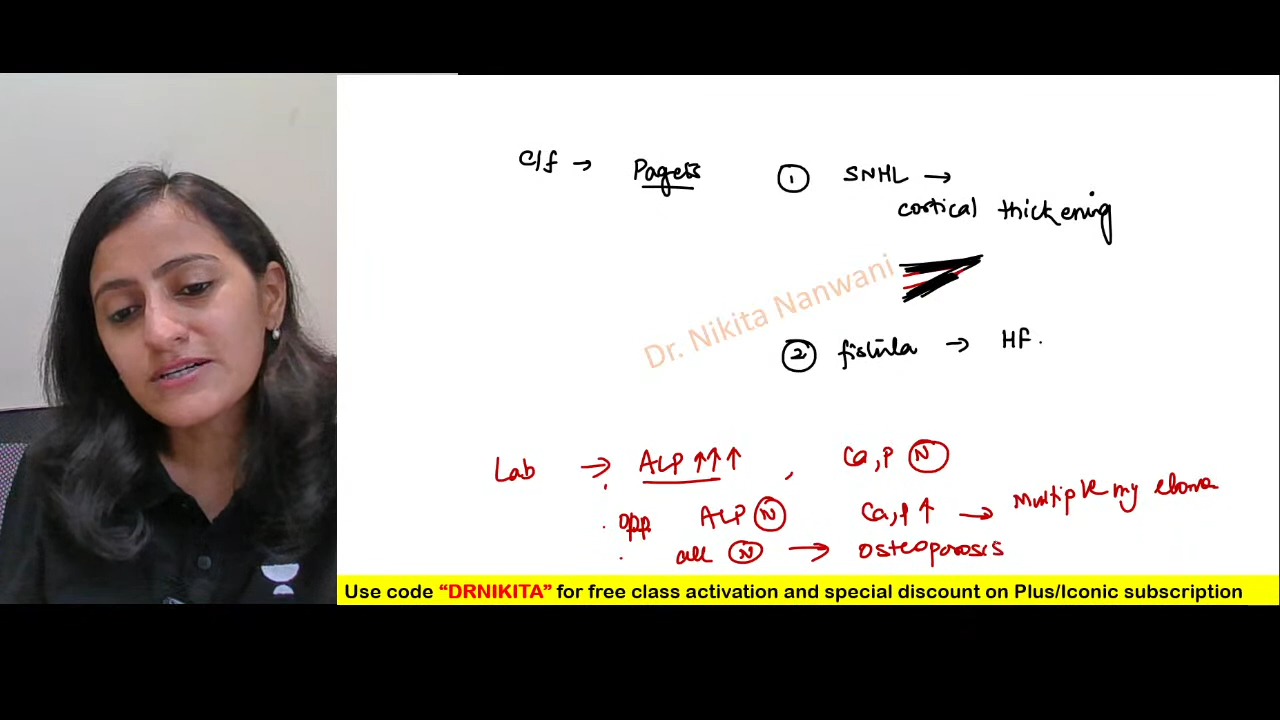 C/f → Pagets ① SNHL →
cortical thickening
Dr. Nikita Nanwani
② fistula → HF.
Lab → ALP ↑↑↑ , Ca, P Ⓝ
. opp. ALP Ⓝ Ca, P ↑ → Multiple myeloma
. all Ⓝ → osteoporosis
Use code “DRNIKITA” for free class activation and special discount on Plus/Iconic subscription